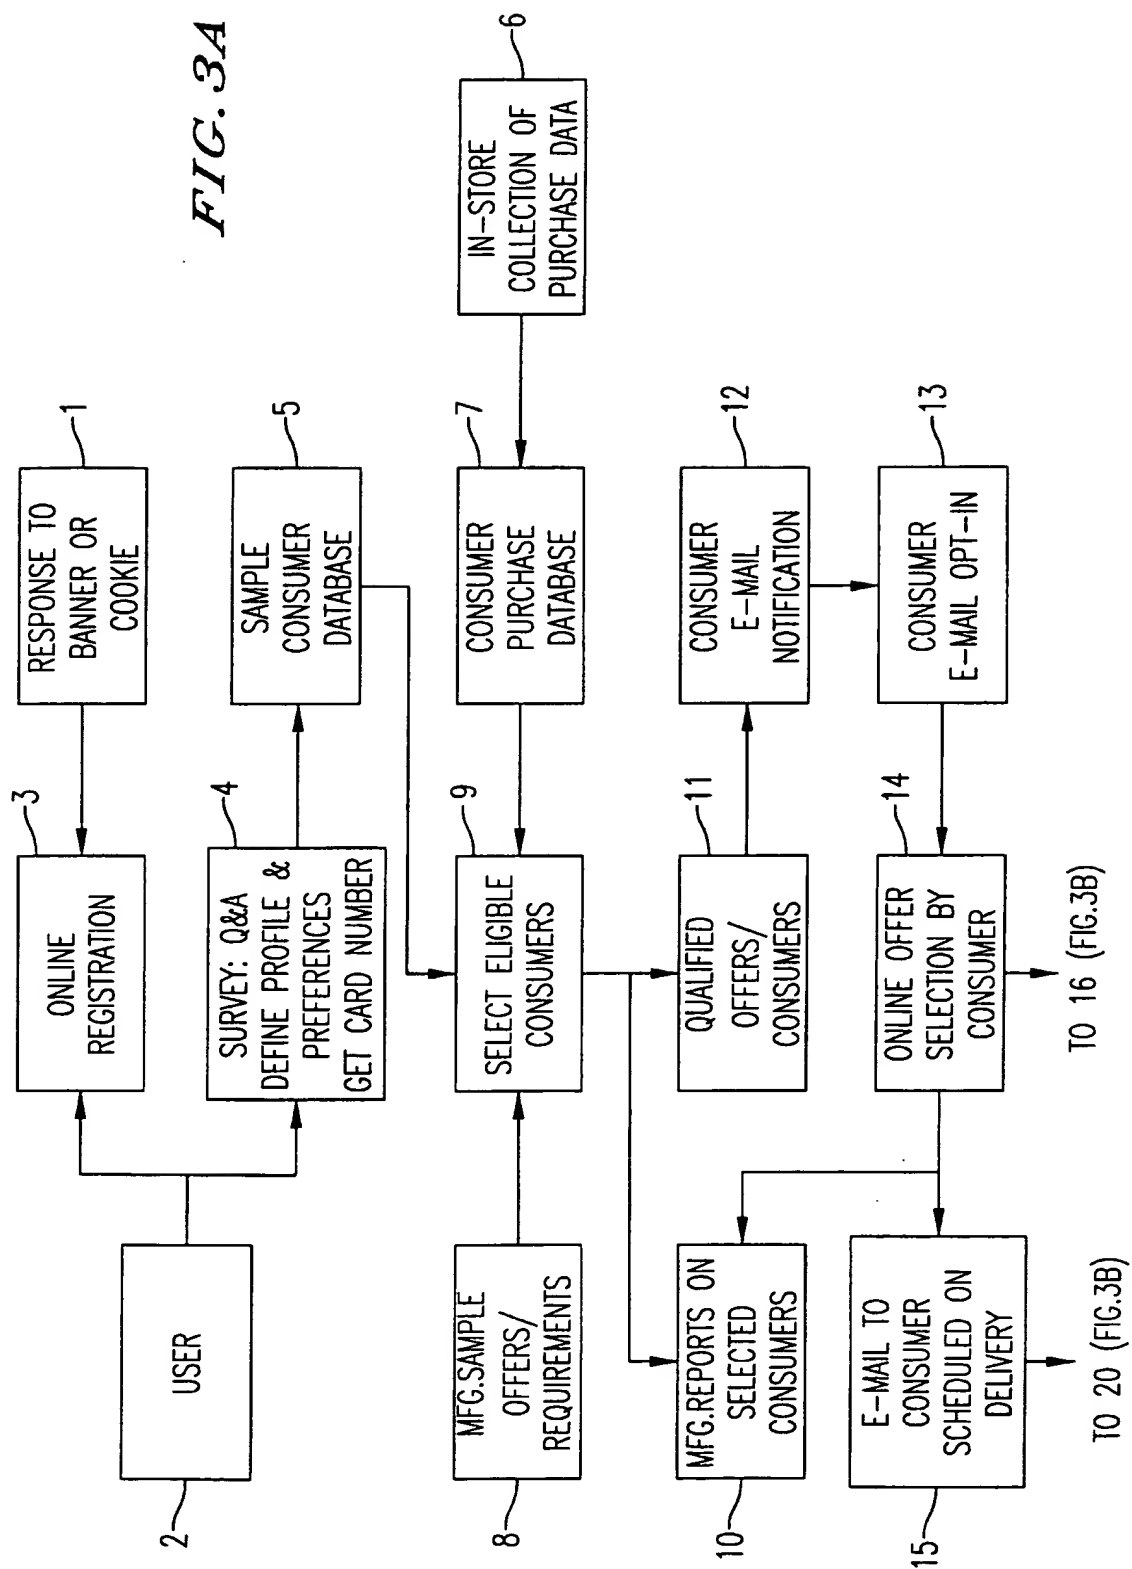 FIG. 3A
1
RESPONSE TO
BANNER OR
COOKIE
2
USER
3
ONLINE
REGISTRATION
4
SURVEY: Q&A
DEFINE PROFILE &
PREFERENCES
GET CARD NUMBER
5
SAMPLE
CONSUMER
DATABASE
6
IN-STORE
COLLECTION OF
PURCHASE DATA
7
CONSUMER
PURCHASE
DATABASE
8
MFG.SAMPLE
OFFERS/
REQUIREMENTS
9
SELECT ELIGIBLE
CONSUMERS
10
MFG.REPORTS ON
SELECTED
CONSUMERS
11
QUALIFIED
OFFERS/
CONSUMERS
12
CONSUMER
E-MAIL
NOTIFICATION
13
CONSUMER
E-MAIL OPT-IN
14
ONLINE OFFER
SELECTION BY
CONSUMER
TO 16 (FIG.3B)
15
E-MAIL TO
CONSUMER
SCHEDULED ON
DELIVERY
TO 20 (FIG.3B)